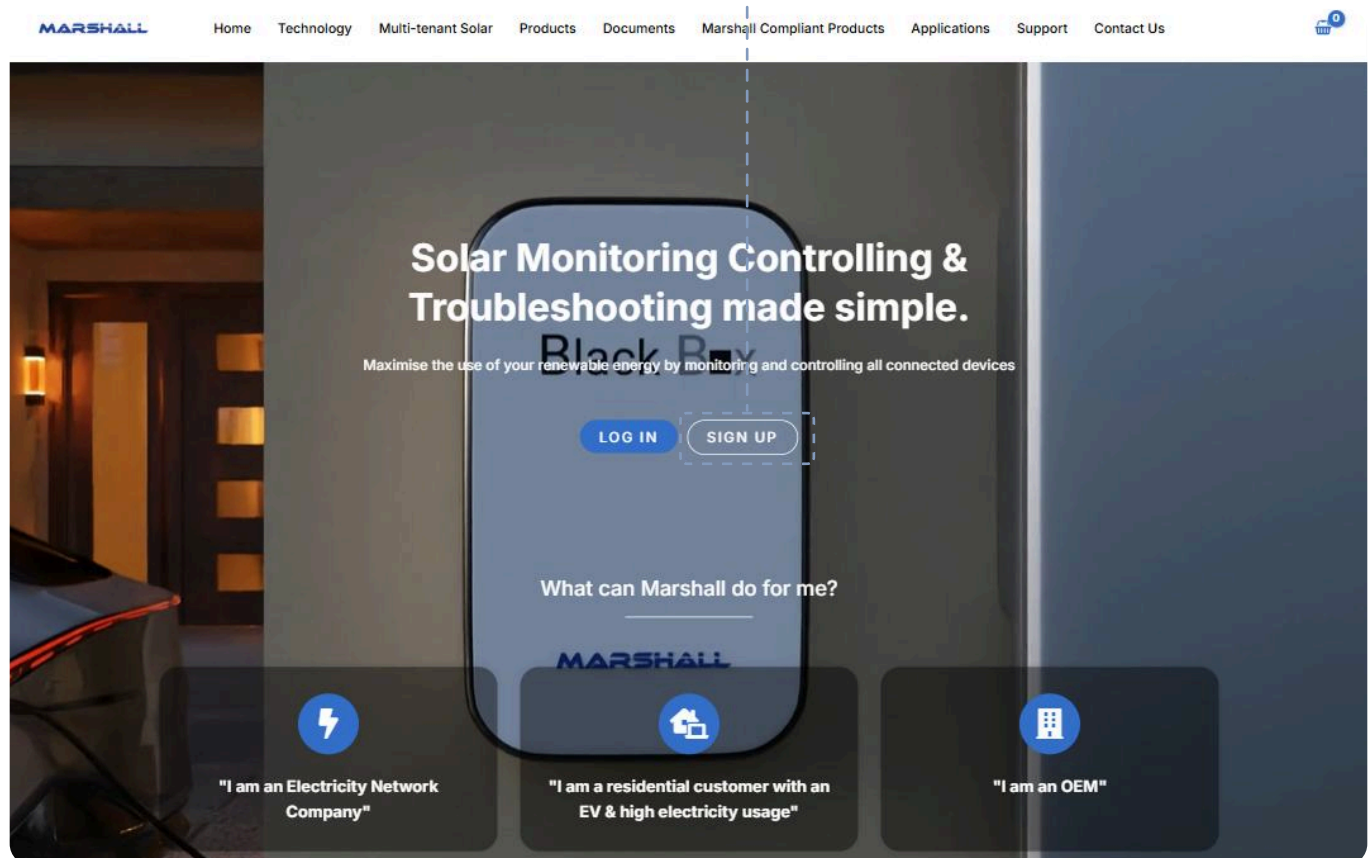 MARSHALL
Home Technology Multi-tenant Solar Products Documents Marshall Compliant Products Applications Support Contact Us 0
Solar Monitoring Controlling &
Troubleshooting made simple.
Black Box
Maximise the use of your renewable energy by monitoring and controlling all connected devices
LOG IN SIGN UP
What can Marshall do for me?
MARSHALL
"I am an Electricity Network
Company"
"I am a residential customer with an
EV & high electricity usage"
"I am an OEM"